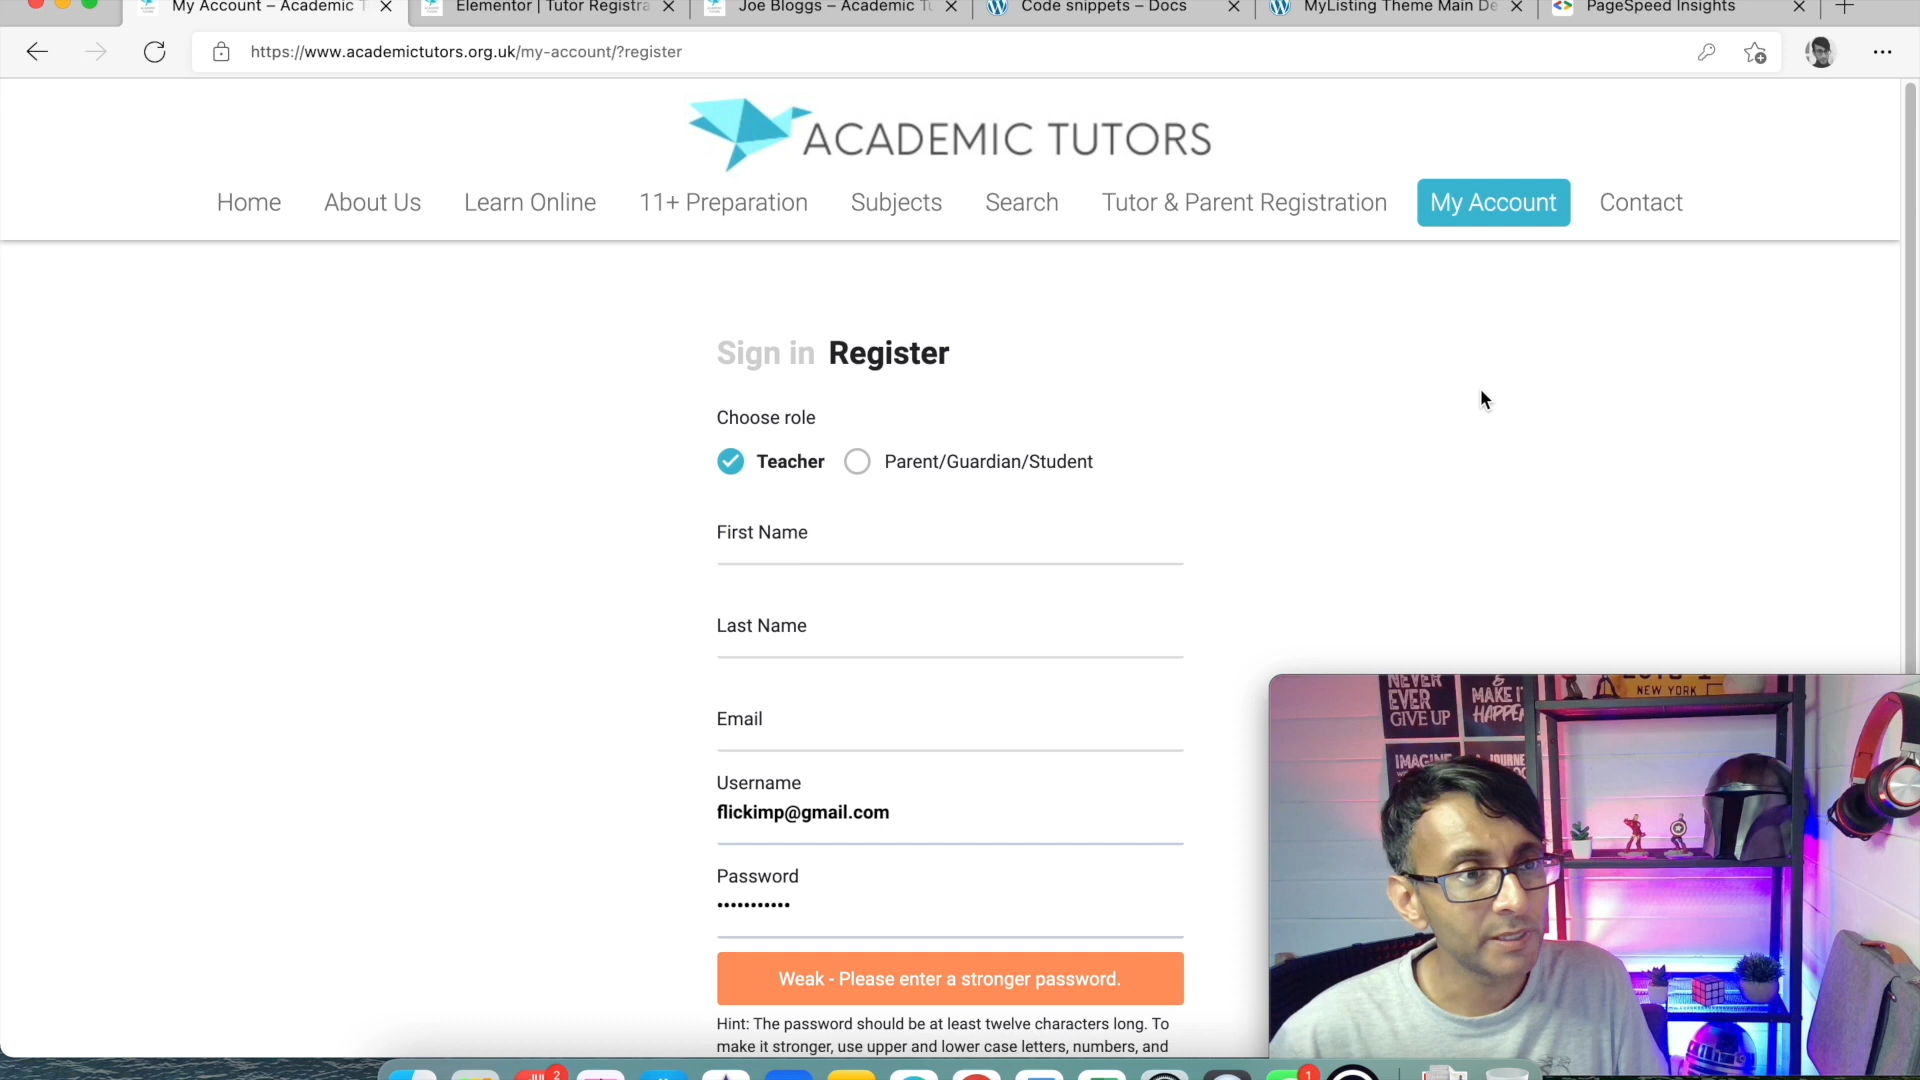 My Account – Academic T
Elementor | Tutor Registra
Joe Bloggs – Academic Tu
Code snippets – Docs
MyListing Theme Main De
PageSpeed Insights
https://www.academictutors.org.uk/my-account/?register
ACADEMIC TUTORS
Home
About Us
Learn Online
11+ Preparation
Subjects
Search
Tutor & Parent Registration
My Account
Contact
Sign in Register
Choose role
Teacher
Parent/Guardian/Student
First Name
Last Name
Email
Username
flickimp@gmail.com
Password
Weak - Please enter a stronger password.
Hint: The password should be at least twelve characters long. To
make it stronger, use upper and lower case letters, numbers, and
NEVER
EVER
GIVE UP
&
MAKE IT
HAPPEN
NEW YORK
IMAGINE
JOURNE
2
1